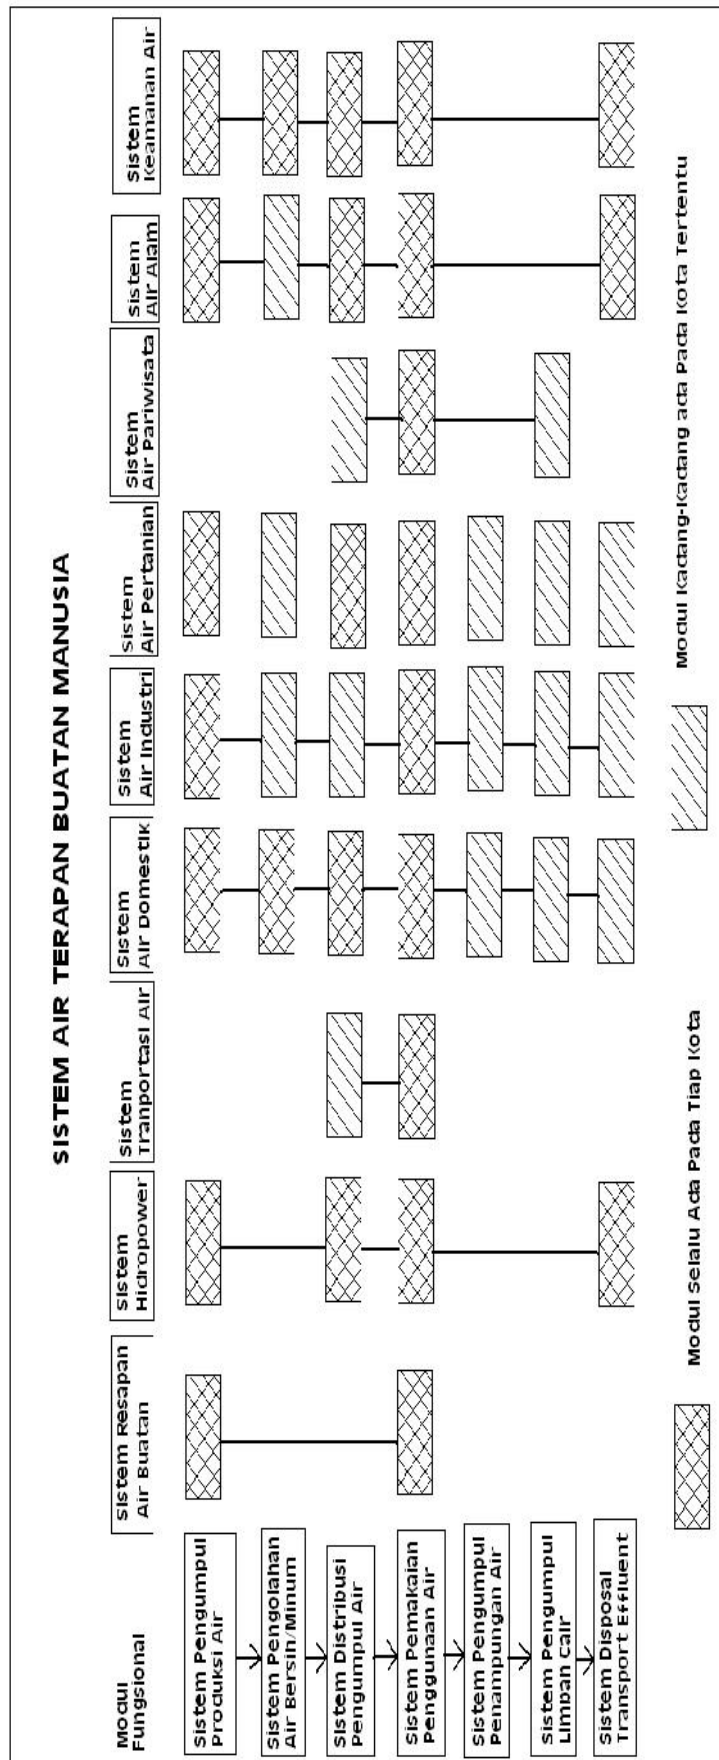 SISTEM AIR TERAPAN BUATAN MANUSIA
Modul
Fungsional
Sistem Resapan
Air Buatan
Sistem
Hidropower
Sistem
Tranportasi Air
Sistem
Air Domestik
Sistem
Air Industri
Sistem
Air Pertanian
Sistem
Air Pariwisata
Sistem
Air Alam
Sistem
Keamanan Air
Sistem Pengumpul
Produksi Air
Sistem Pengolahan
Air Bersih/Minum
Sistem Distribusi
Pengumpul Air
Sistem Pemakaian
Penggunaan Air
Sistem Pengumpul
Penampungan Air
Sistem Pengumpul
Limbah Cair
Sistem Disposal
Transport Effluent
Modul Selalu Ada Pada Tiap Kota
Modul Kadang-Kadang ada Pada Kota Tertentu